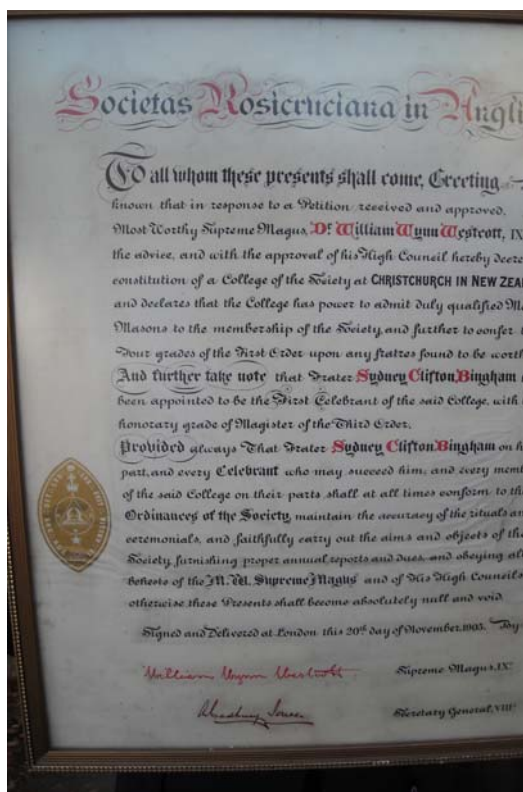 Societas Rosicruciana in Angli
To all whom these presents shall come, Greeting
known that in response to a Petition received and approved,
Most Worthy Supreme Magus, Dr. William Wynn Westcott, IX
the advice, and with the approval of his High Council hereby decre
constitution of a College of the Society at CHRISTCHURCH IN NEW ZEA
and declares that the College has power to admit duly qualified M
Masons to the membership of the Society, and further to confer t
Four grades of the First Order upon any fratres found to be worth
And further take note that Frater Sydney Clifton Bingham
been appointed to be the First Celebrant of the said College, with
honorary grade of Magister of the Third Order.
Provided always That Frater Sydney Clifton Bingham on h
part, and every Celebrant who may succeed him, and every mem
of the said College on their parts shall at all times conform to th
Ordinances of the Society, maintain the accuracy of the rituals an
ceremonials, and faithfully carry out the aims and objects of the
Society furnishing proper annual reports and dues, and obeying al
behests of the M. W. Supreme Magus and of His High Council
otherwise these Presents shall become absolutely null and void.
Signed and Delivered at London this 20th day of November, 1905. By
William Wynn Westcott Supreme Magus, IX°
Secretary General, VIII°